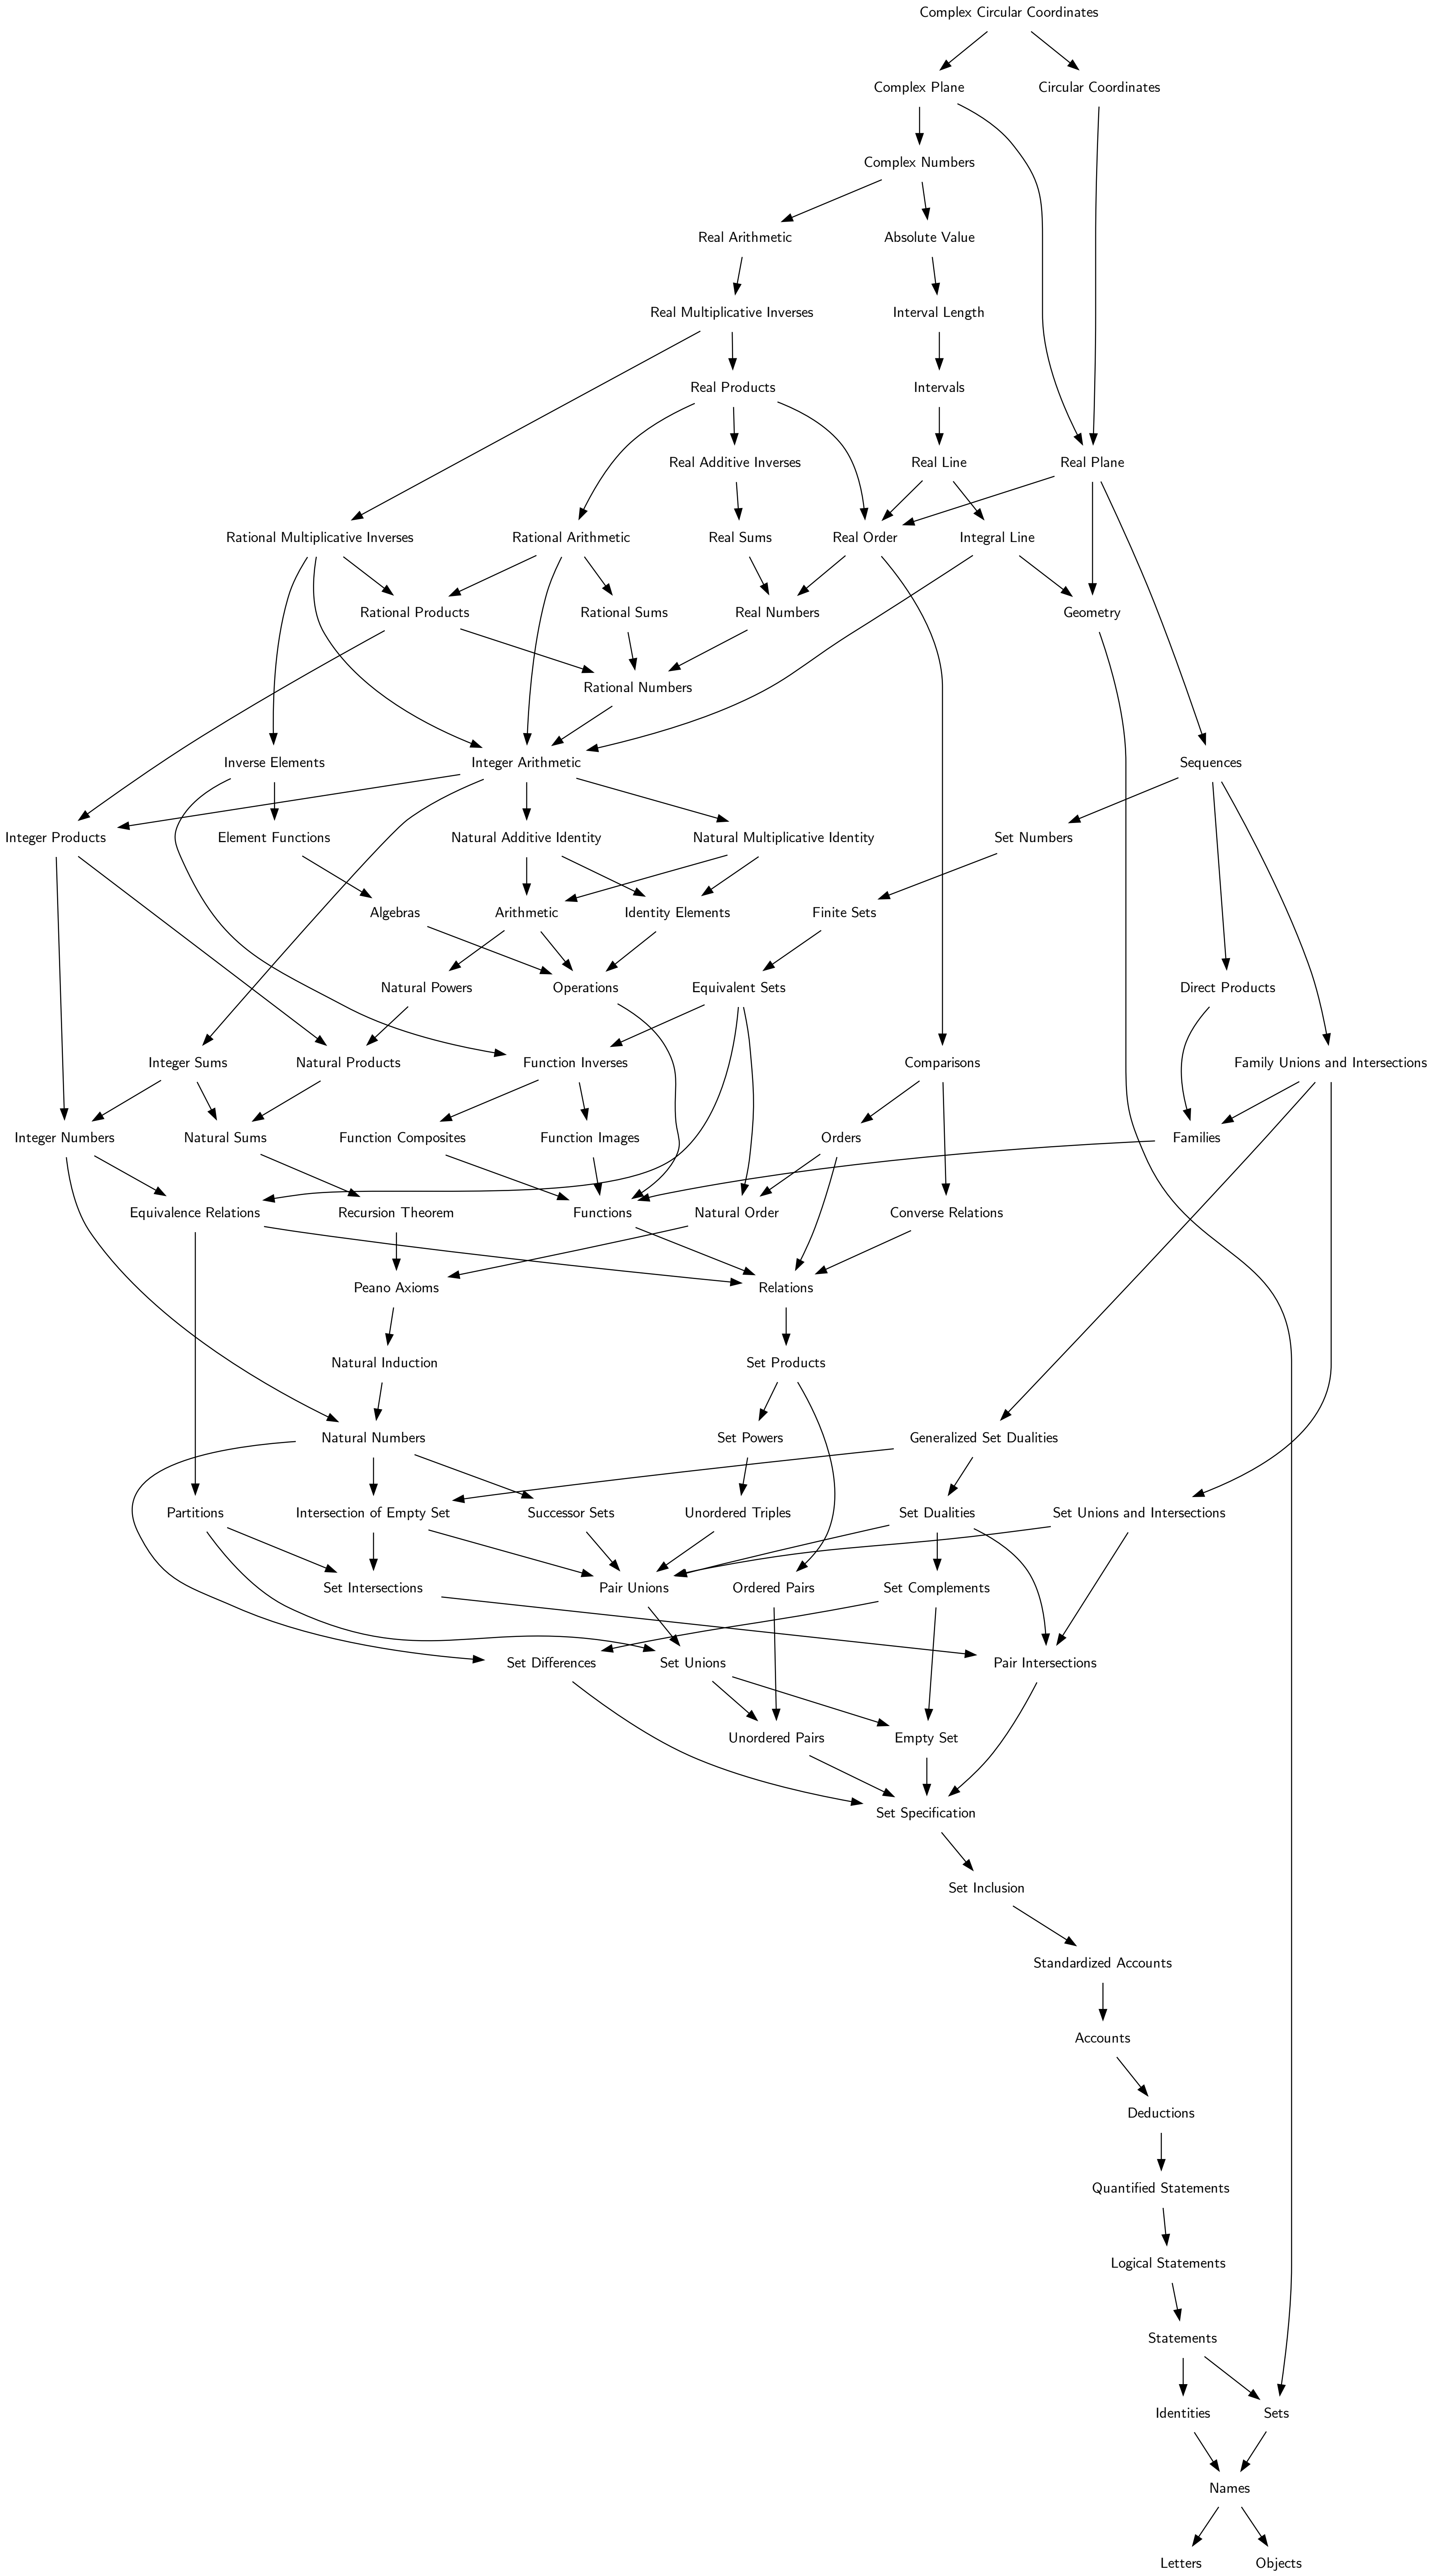 Complex Circular Coordinates
Complex Plane
Circular Coordinates
Complex Numbers
Real Arithmetic
Absolute Value
Real Multiplicative Inverses
Interval Length
Real Products
Intervals
Real Additive Inverses
Real Line
Real Plane
Rational Multiplicative Inverses
Rational Arithmetic
Real Sums
Real Order
Integral Line
Rational Products
Rational Sums
Real Numbers
Geometry
Rational Numbers
Inverse Elements
Integer Arithmetic
Sequences
Integer Products
Element Functions
Natural Additive Identity
Natural Multiplicative Identity
Set Numbers
Algebras
Arithmetic
Identity Elements
Finite Sets
Natural Powers
Operations
Equivalent Sets
Direct Products
Integer Sums
Natural Products
Function Inverses
Comparisons
Family Unions and Intersections
Integer Numbers
Natural Sums
Function Composites
Function Images
Orders
Families
Equivalence Relations
Recursion Theorem
Functions
Natural Order
Converse Relations
Peano Axioms
Relations
Natural Induction
Set Products
Natural Numbers
Set Powers
Generalized Set Dualities
Partitions
Intersection of Empty Set
Successor Sets
Unordered Triples
Set Dualities
Set Unions and Intersections
Set Intersections
Pair Unions
Ordered Pairs
Set Complements
Set Differences
Set Unions
Pair Intersections
Unordered Pairs
Empty Set
Set Specification
Set Inclusion
Standardized Accounts
Accounts
Deductions
Quantified Statements
Logical Statements
Statements
Identities
Sets
Names
Letters
Objects